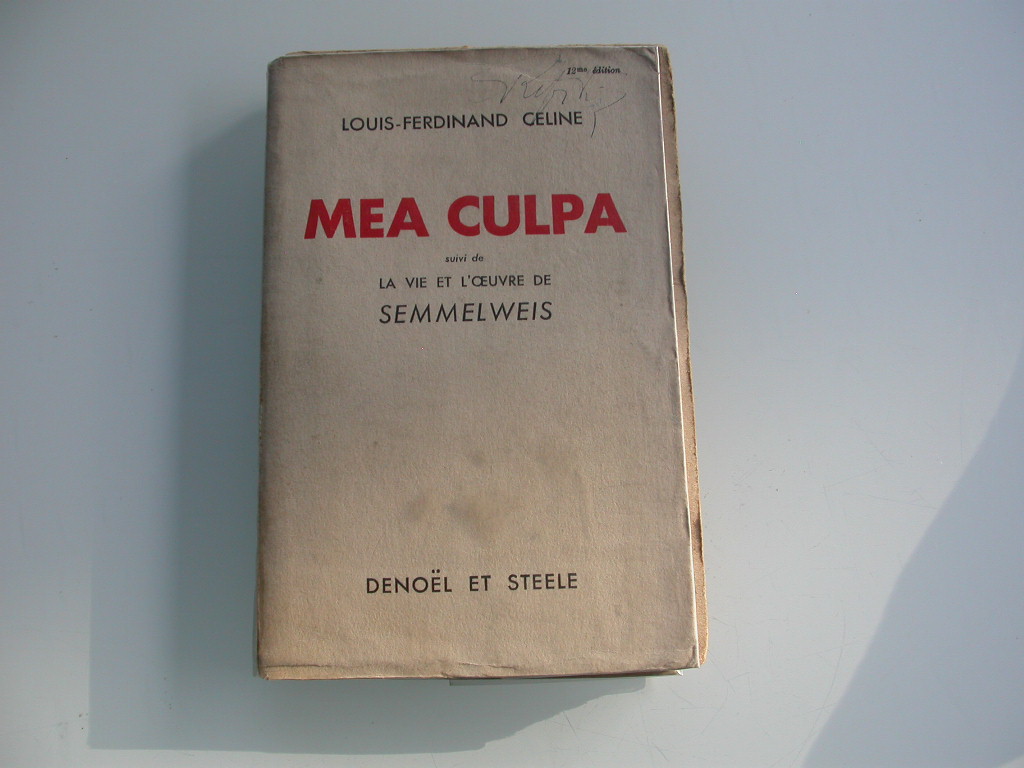 12me édition
LOUIS-FERDINAND CELINE
MEA CULPA
suivi de
LA VIE ET L'ŒUVRE DE
SEMMELWEIS
DENOËL ET STEELE